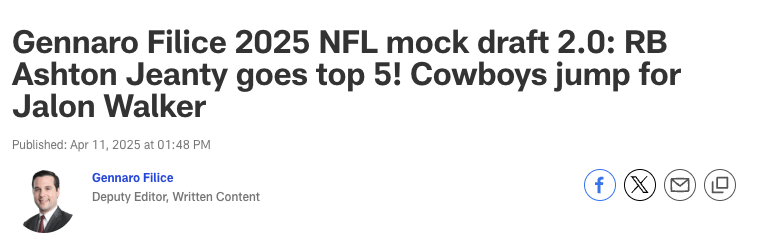 Gennaro Filice 2025 NFL mock draft 2.0: RB
Ashton Jeanty goes top 5! Cowboys jump for
Jalon Walker
Published: Apr 11, 2025 at 01:48 PM
Gennaro Filice
Deputy Editor, Written Content